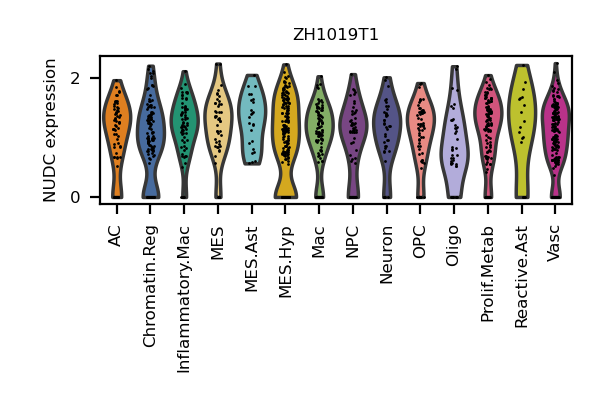 ZH1019T1
NUDC expression
2
0
AC
Chromatin.Reg
Inflammatory.Mac
MES
MES.Ast
MES.Hyp
Mac
NPC
Neuron
OPC
Oligo
Prolif.Metab
Reactive.Ast
Vasc